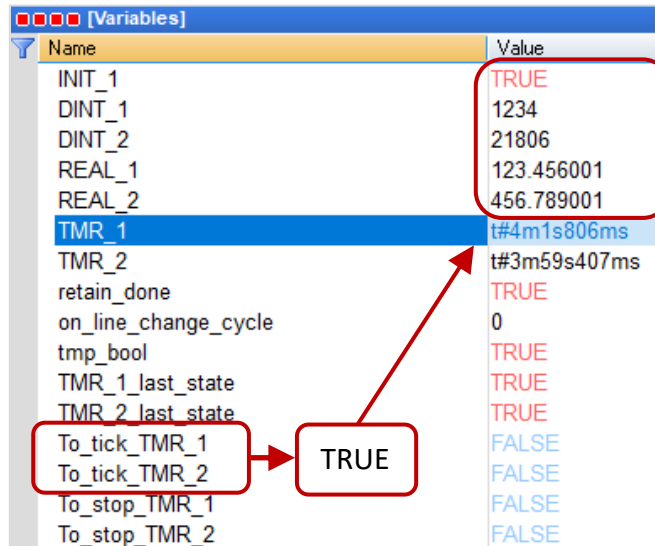 [Variables]
Name Value
INIT_1 TRUE
DINT_1 1234
DINT_2 21806
REAL_1 123.456001
REAL_2 456.789001
TMR_1 t#4m1s806ms
TMR_2 t#3m59s407ms
retain_done TRUE
on_line_change_cycle 0
tmp_bool TRUE
TMR_1_last_state TRUE
TMR_2_last_state TRUE
To_tick_TMR_1 FALSE
TRUE
To_tick_TMR_2 FALSE
To_stop_TMR_1 FALSE
To_stop_TMR_2 FALSE